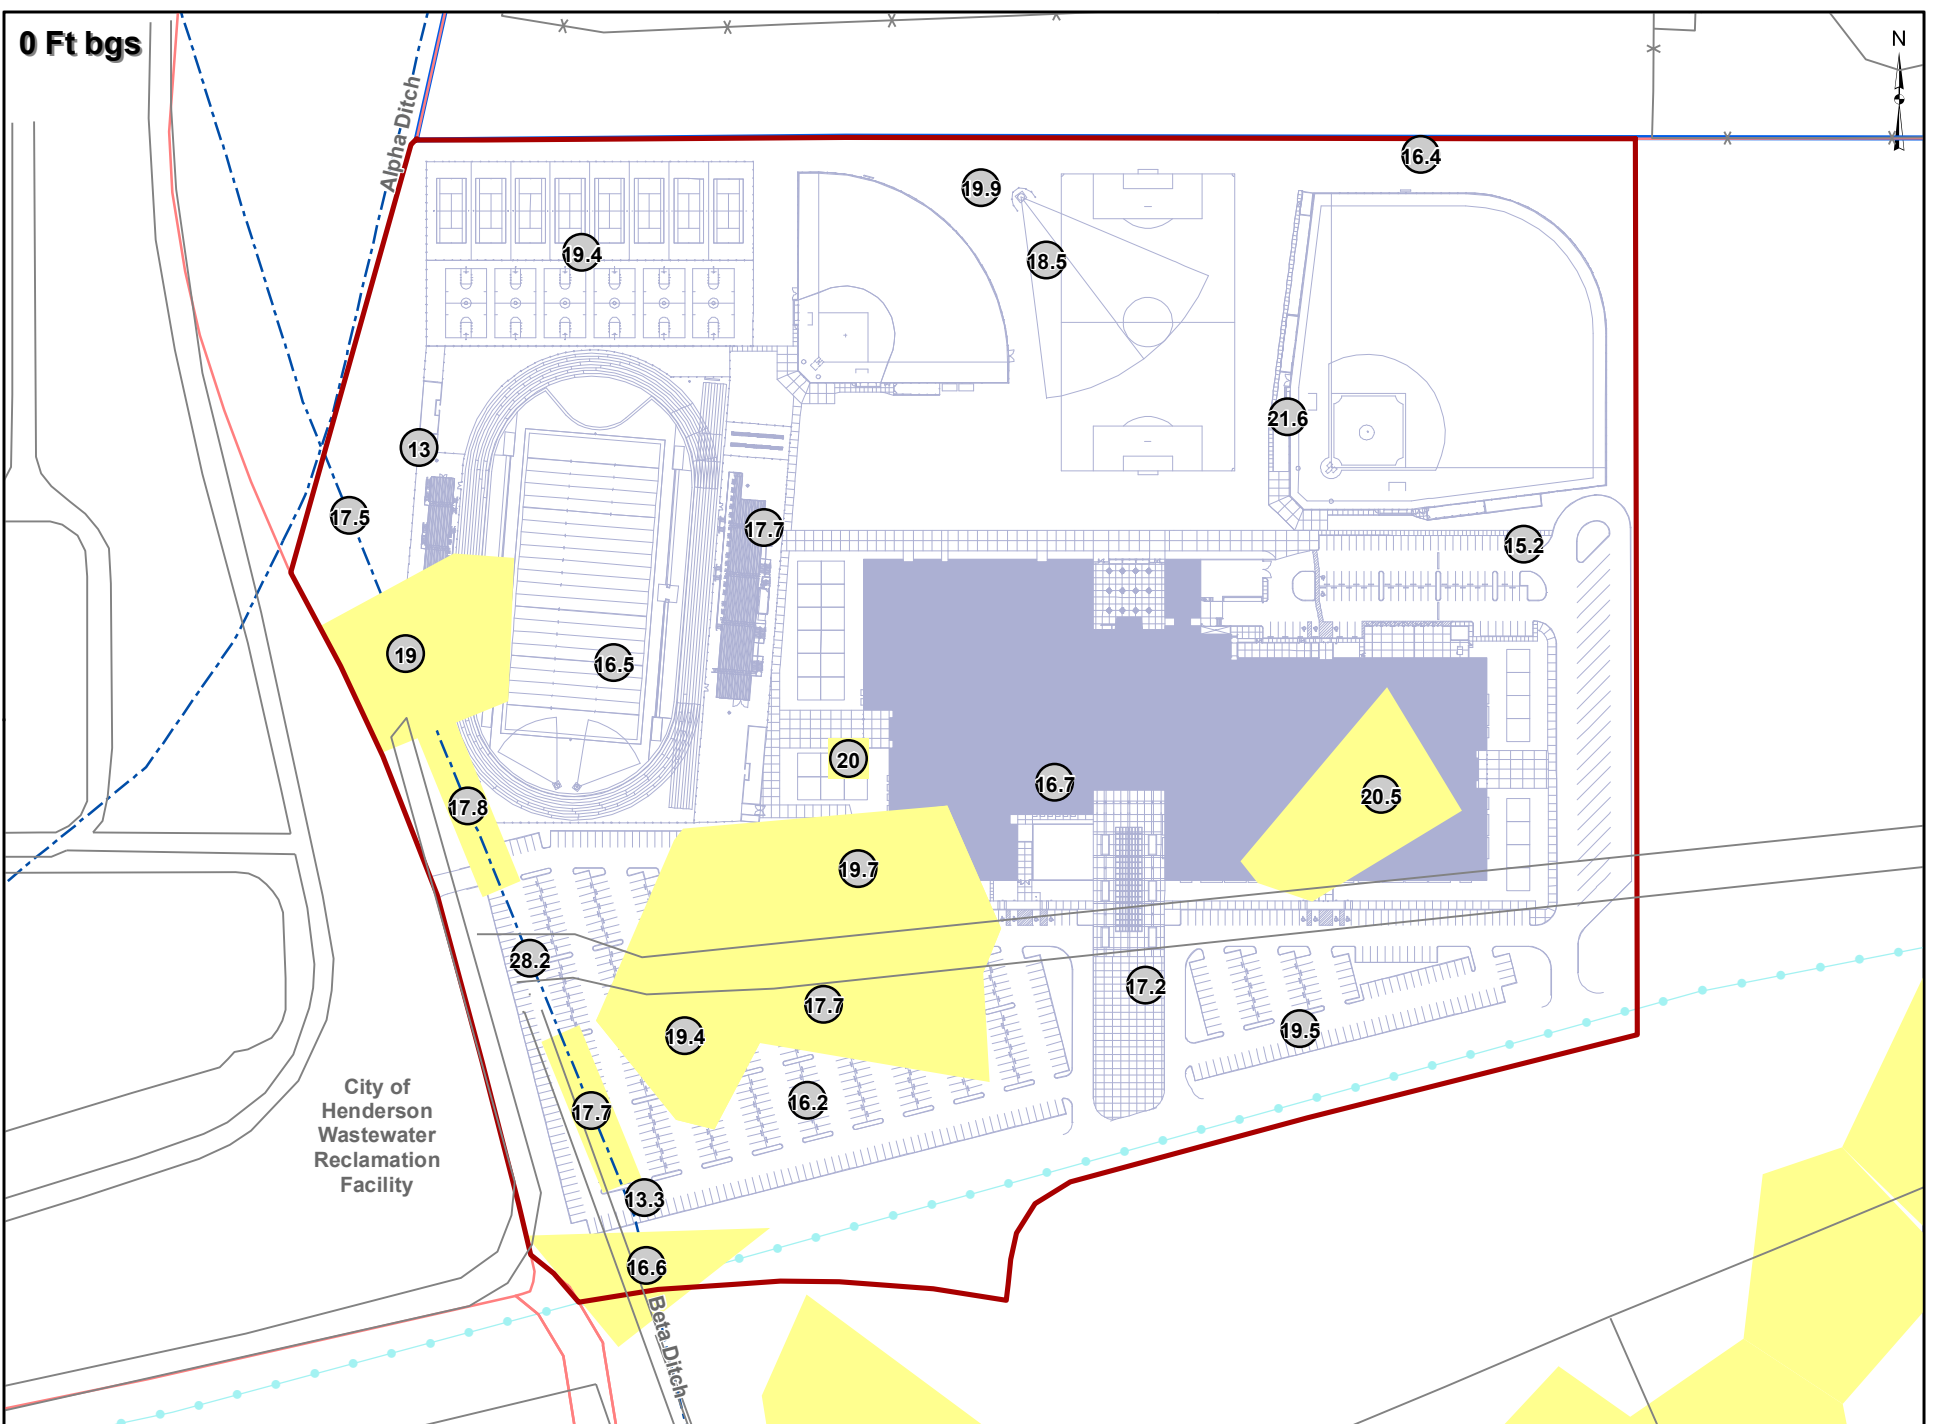 0 Ft bgs
N
Alpha Ditch
16.4
19.9
19.4
18.5
21.6
13
17.5
17.7
15.2
19
16.5
20
16.7
20.5
17.8
19.7
28.2
17.2
17.7
19.5
19.4
16.2
17.7
City of
Henderson
Wastewater
Reclamation
Facility
13.3
16.6
Beta Ditch